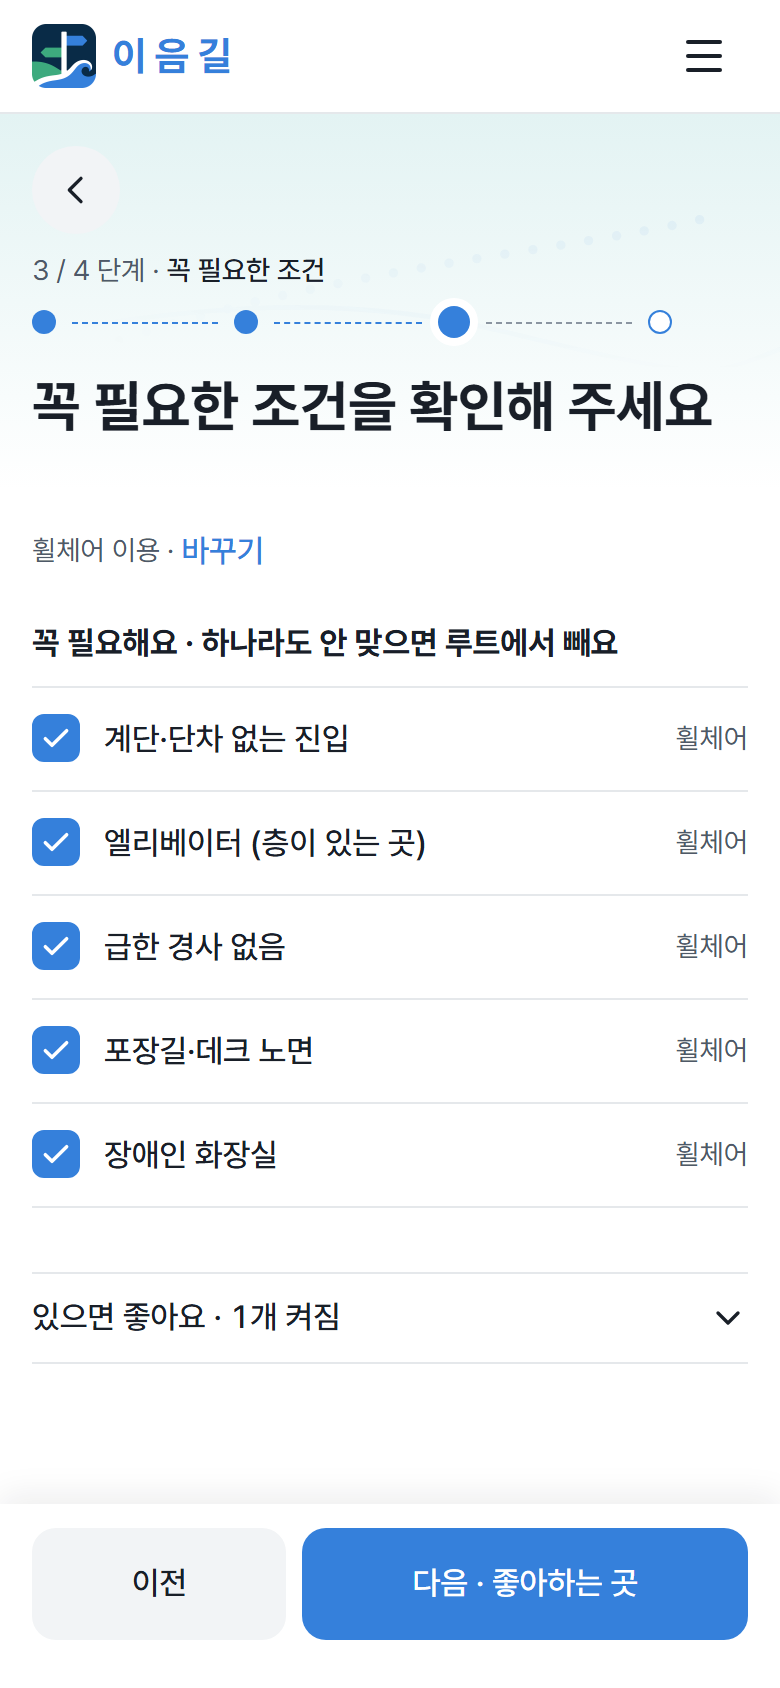 이음길
3 / 4 단계 · 꼭 필요한 조건
꼭 필요한 조건을 확인해 주세요
휠체어 이용 · 바꾸기
꼭 필요해요 · 하나라도 안 맞으면 루트에서 빼요
계단·단차 없는 진입 휠체어
엘리베이터 (층이 있는 곳) 휠체어
급한 경사 없음 휠체어
포장길·데크 노면 휠체어
장애인 화장실 휠체어
있으면 좋아요 · 1개 켜짐
이전 다음 · 좋아하는 곳